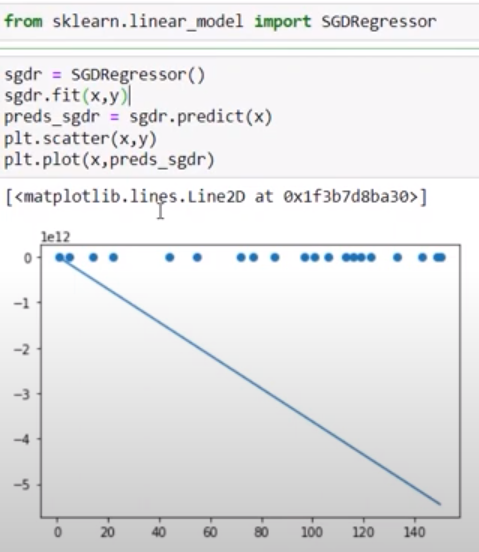 from sklearn.linear_model import SGDRegressor
sgdr = SGDRegressor()
sgdr.fit(x,y)
preds_sgdr = sgdr.predict(x)
plt.scatter(x,y)
plt.plot(x,preds_sgdr)
[<matplotlib.lines.Line2D at 0x1f3b7d8ba30>]
1e12
0
−1
−2
−3
−4
−5
0 20 40 60 80 100 120 140